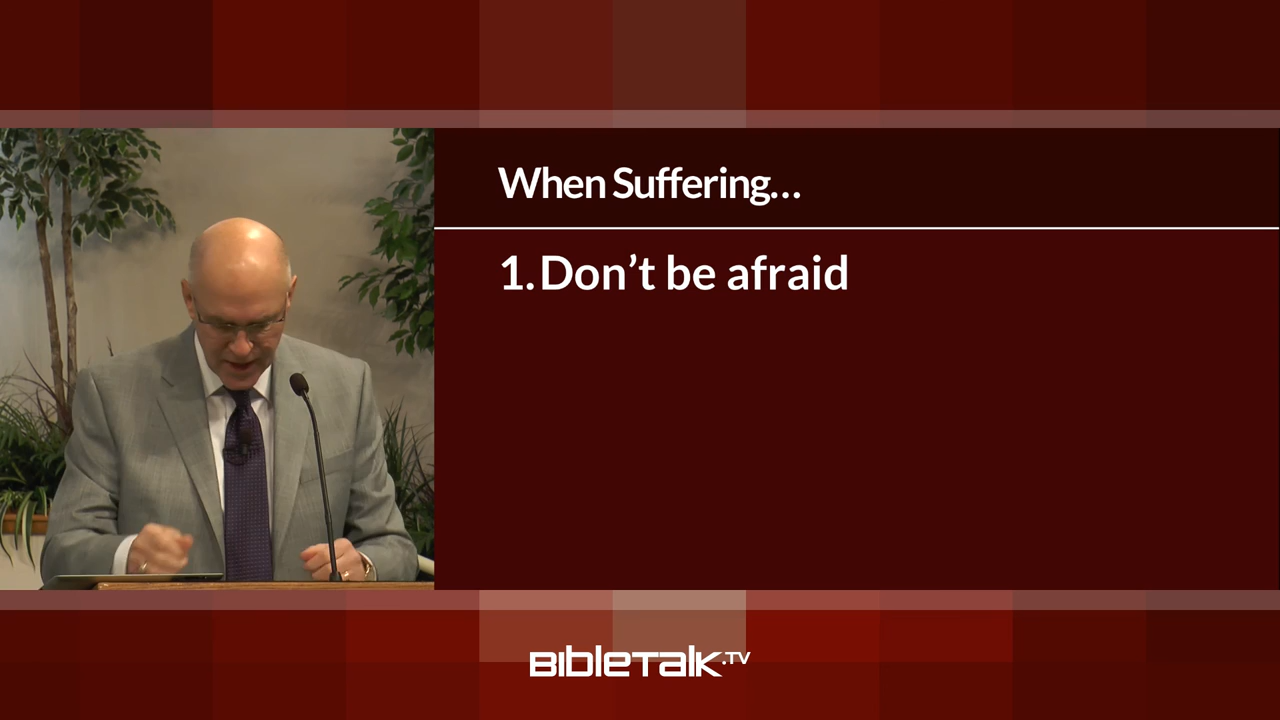 When Suffering…
1. Don’t be afraid
BIBLETALK.TV